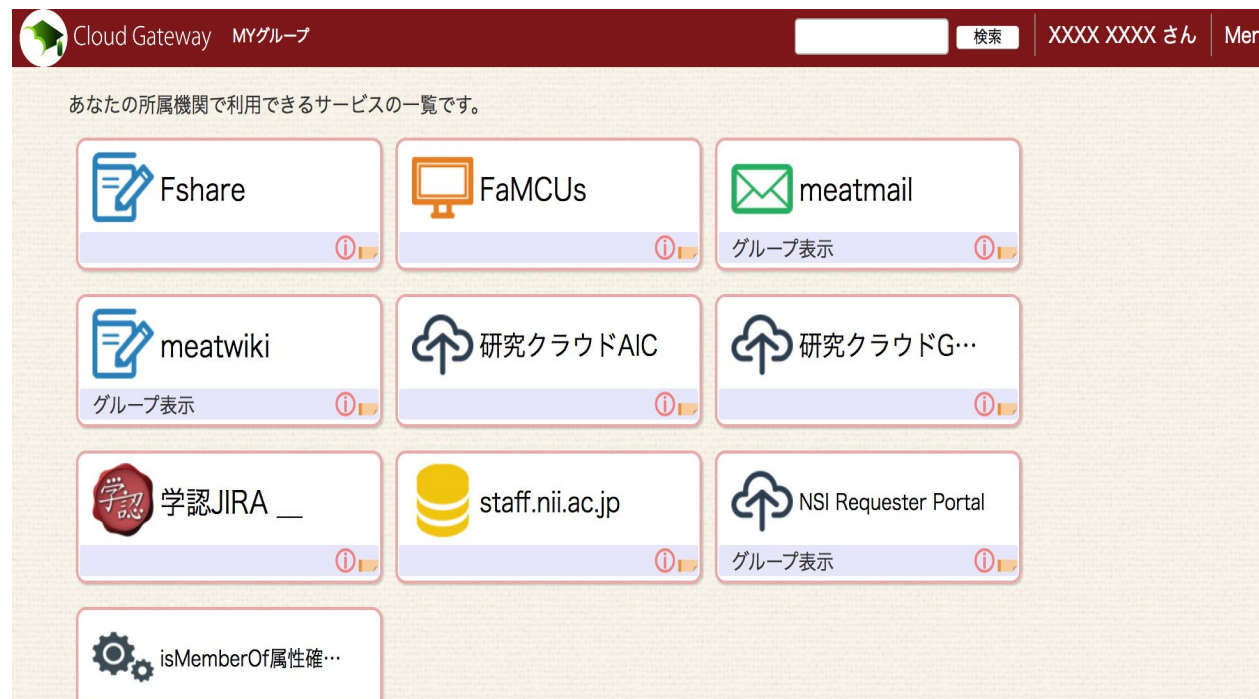 Cloud Gateway MYグループ 検索 XXXX XXXX さん Men
あなたの所属機関で利用できるサービスの一覧です。
Fshare FaMCUs meatmail
グループ表示
meatwiki 研究クラウドAIC 研究クラウドG…
グループ表示
学認 学認JIRA __ staff.nii.ac.jp NSI Requester Portal
グループ表示
isMemberOf属性確…